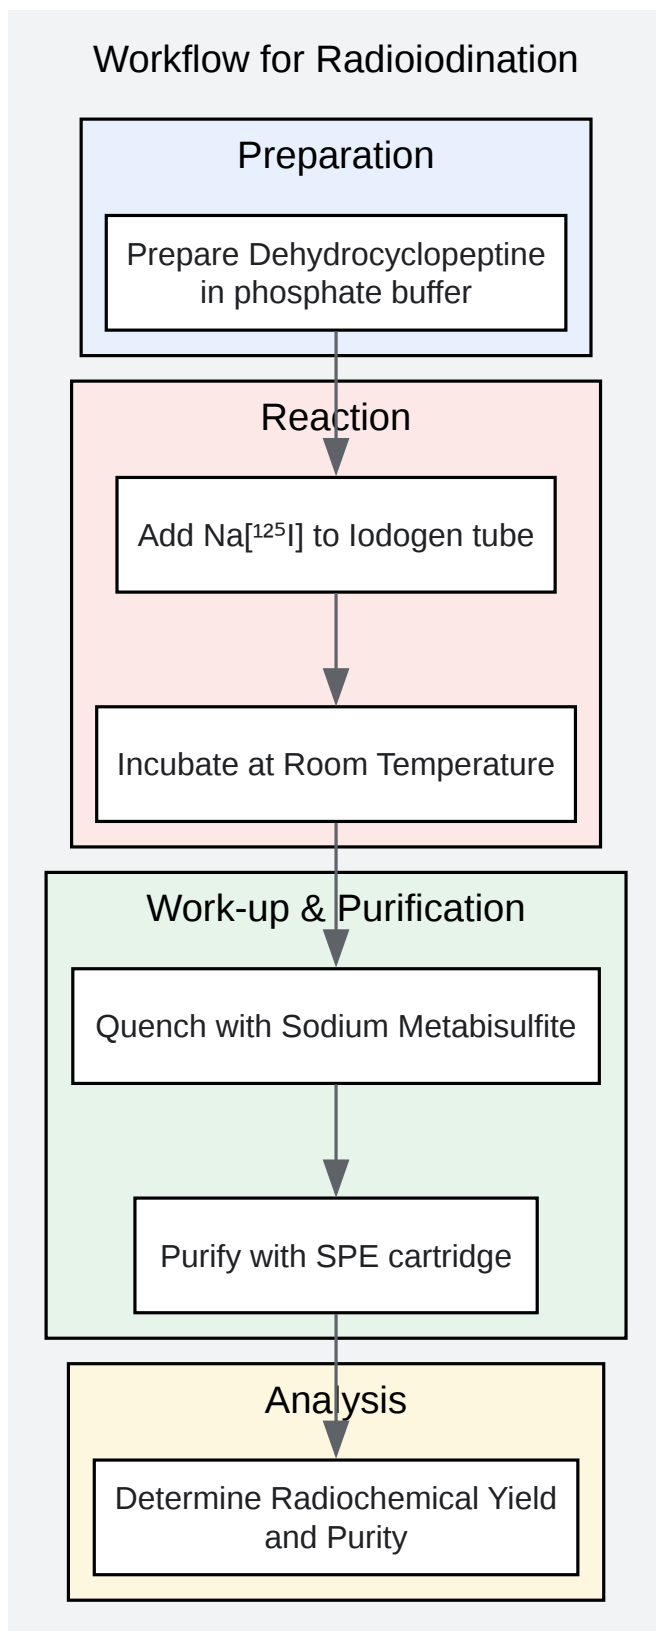 Workflow for Radioiodination
Preparation
Prepare Dehydrocyclopeptine
in phosphate buffer
Reaction
Add Na[¹²⁵I] to Iodogen tube
Incubate at Room Temperature
Work-up & Purification
Quench with Sodium Metabisulfite
Purify with SPE cartridge
Analysis
Determine Radiochemical Yield
and Purity